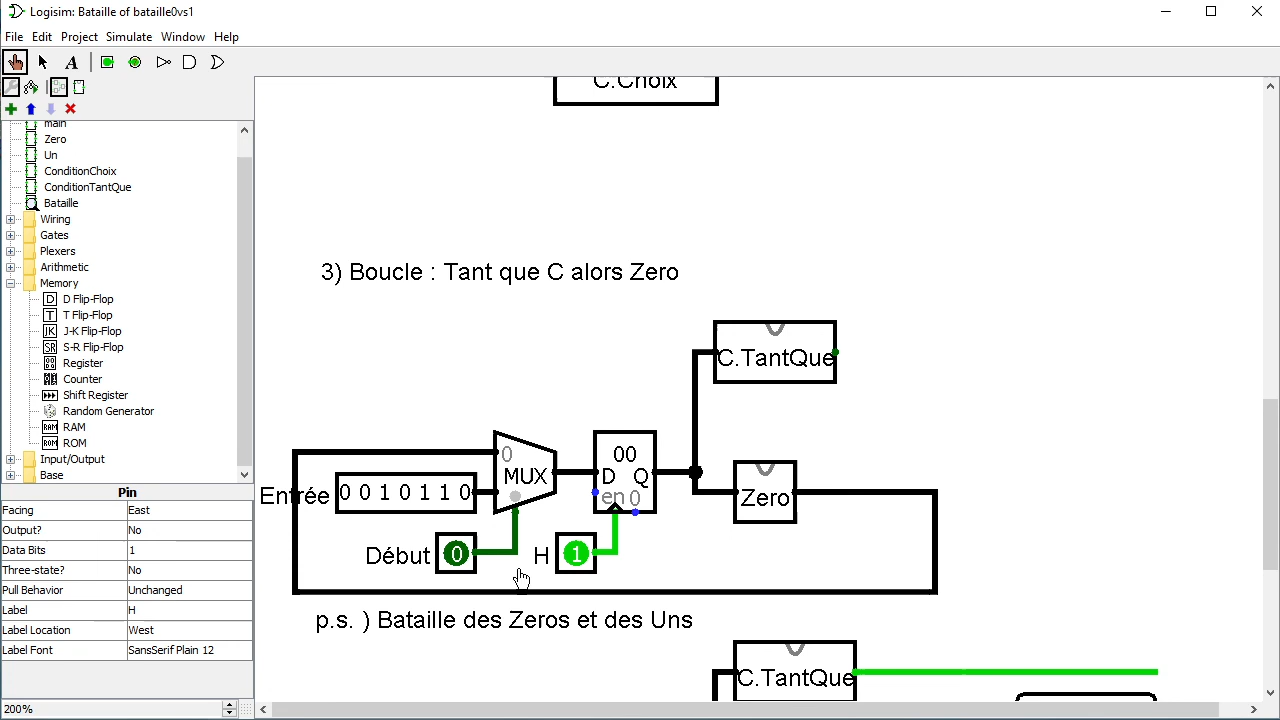 Logisim: Bataille of bataille0vs1
File Edit Project Simulate Window Help
A
main
Zero
Un
ConditionChoix
ConditionTantQue
Bataille
Wiring
Gates
Plexers
Arithmetic
Memory
D Flip-Flop
T Flip-Flop
J-K Flip-Flop
S-R Flip-Flop
Register
Counter
Shift Register
Random Generator
RAM
ROM
Input/Output
Base
Pin
Facing East
Output? No
Data Bits 1
Three-state? No
Pull Behavior Unchanged
Label H
Label Location West
Label Font SansSerif Plain 12
200%
C.Choix
3) Boucle : Tant que C alors Zero
C.TantQue
0
MUX
00
D Q
en 0
Entrée 0 0 1 0 1 1 0
Zero
Début 0
H 1
p.s. ) Bataille des Zeros et des Uns
C.TantQue